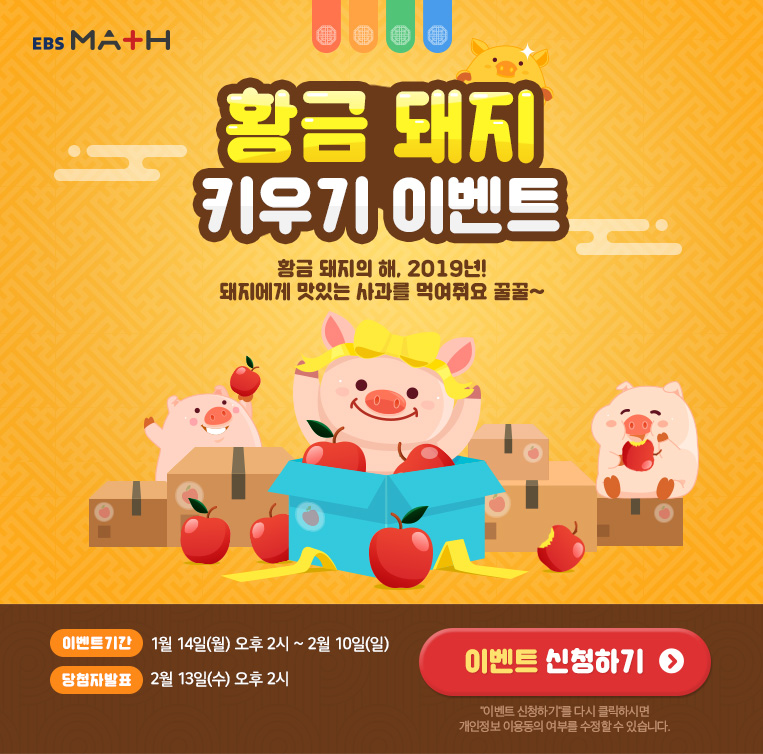 EBS MATH
황금 돼지
키우기 이벤트
황금 돼지의 해, 2019년!
돼지에게 맛있는 사과를 먹여줘요 꿀꿀~
이벤트기간 1월 14일(월) 오후 2시 ~ 2월 10일(일)
당첨자발표 2월 13일(수) 오후 2시
이벤트 신청하기
"이벤트 신청하기"를 다시 클릭하시면
개인정보 이용동의 여부를 수정할 수 있습니다.